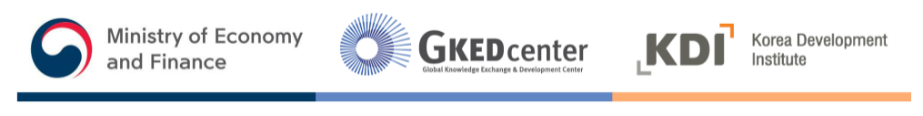 Ministry of Economy
and Finance
GKEDcenter
Global Knowledge Exchange & Development Center
KDI
Korea Development
Institute